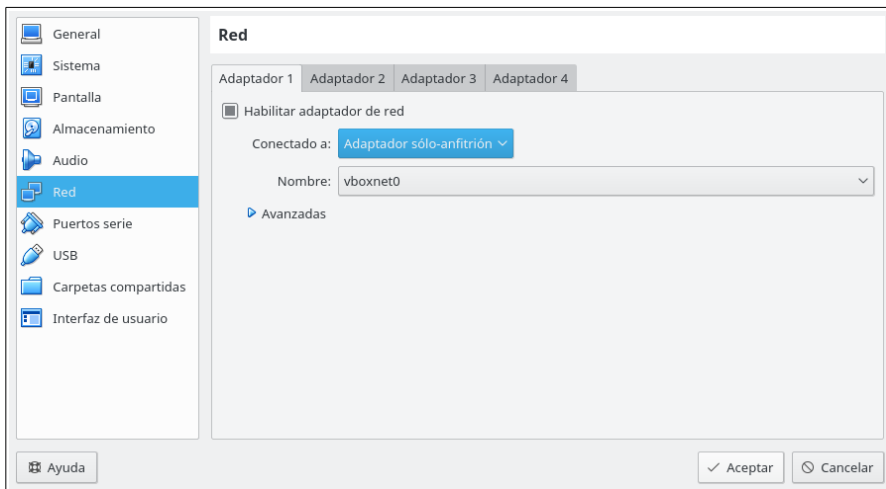 General
Sistema
Pantalla
Almacenamiento
Audio
Red
Puertos serie
USB
Carpetas compartidas
Interfaz de usuario
Red
Adaptador 1 Adaptador 2 Adaptador 3 Adaptador 4
Habilitar adaptador de red
Conectado a: Adaptador sólo-anfitrión
Nombre: vboxnet0
Avanzadas
Ayuda Aceptar Cancelar